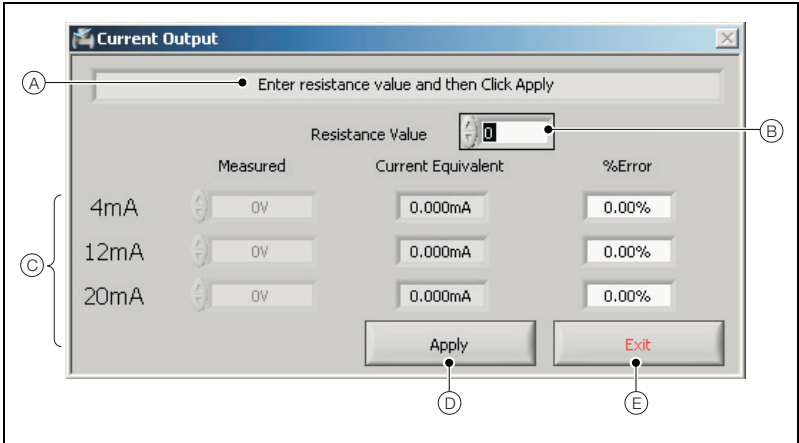 Current Output
A
Enter resistance value and then Click Apply
Resistance Value 0
B
Measured Current Equivalent %Error
C
4mA 0V 0.000mA 0.00%
12mA 0V 0.000mA 0.00%
20mA 0V 0.000mA 0.00%
Apply Exit
D E